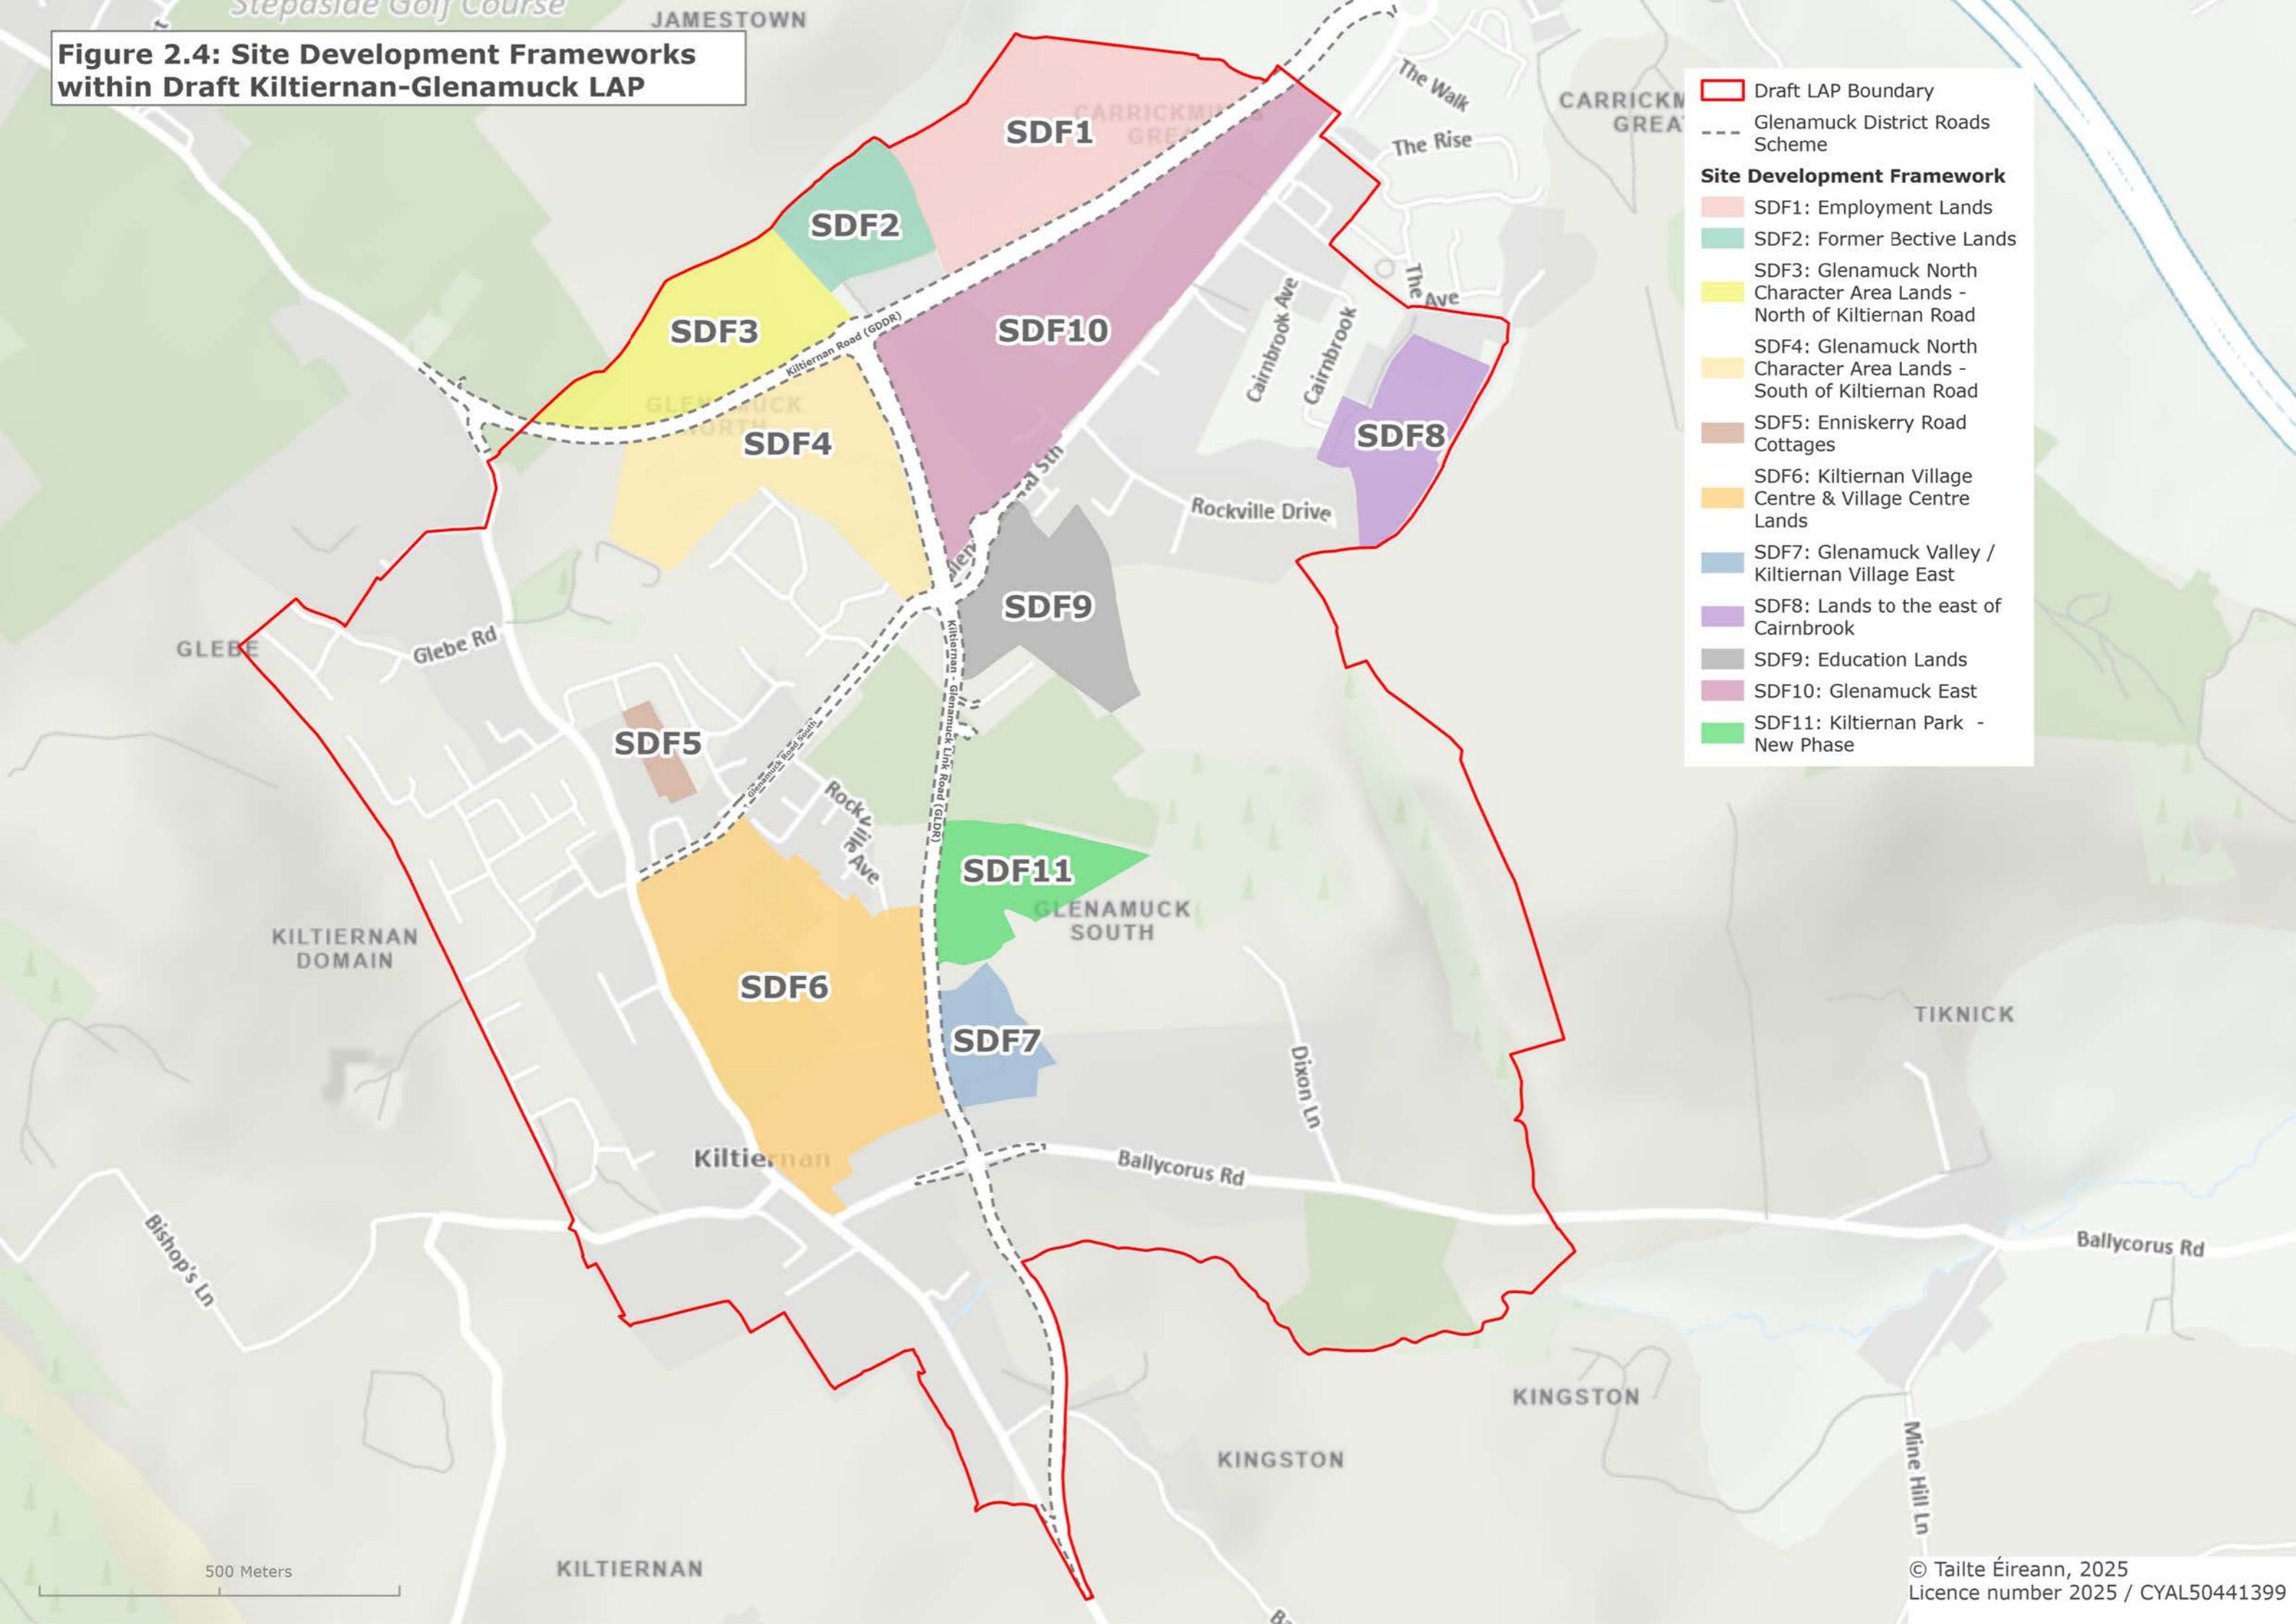 Stepaside Golf Course
JAMESTOWN
Figure 2.4: Site Development Frameworks
within Draft Kiltiernan-Glenamuck LAP
The Walk
The Rise
The Ave
SDF1
SDF2
SDF3
SDF10
SDF4
SDF8
SDF9
SDF5
SDF11
SDF6
SDF7
Kiltiernan Road (GDDR)
Cairnbrook Ave
Cairnbrook
Rockville Drive
GLEBE
Glebe Rd
Kiltiernan - Glenamuck Link Road (GLDR)
Glenamuck Road South
Rockville
Ave
KILTIERNAN
DOMAIN
GLENAMUCK
SOUTH
TIKNICK
Dixon Ln
Kiltiernan
Ballycorus Rd
Ballycorus Rd
Bishop's Ln
KINGSTON
KINGSTON
Mine Hill Ln
KILTIERNAN
500 Meters
Draft LAP Boundary
Glenamuck District Roads
Scheme
Site Development Framework
SDF1: Employment Lands
SDF2: Former Bective Lands
SDF3: Glenamuck North
Character Area Lands -
North of Kiltiernan Road
SDF4: Glenamuck North
Character Area Lands -
South of Kiltiernan Road
SDF5: Enniskerry Road
Cottages
SDF6: Kiltiernan Village
Centre & Village Centre
Lands
SDF7: Glenamuck Valley /
Kiltiernan Village East
SDF8: Lands to the east of
Cairnbrook
SDF9: Education Lands
SDF10: Glenamuck East
SDF11: Kiltiernan Park -
New Phase
© Tailte Éireann, 2025
Licence number 2025 / CYAL50441399